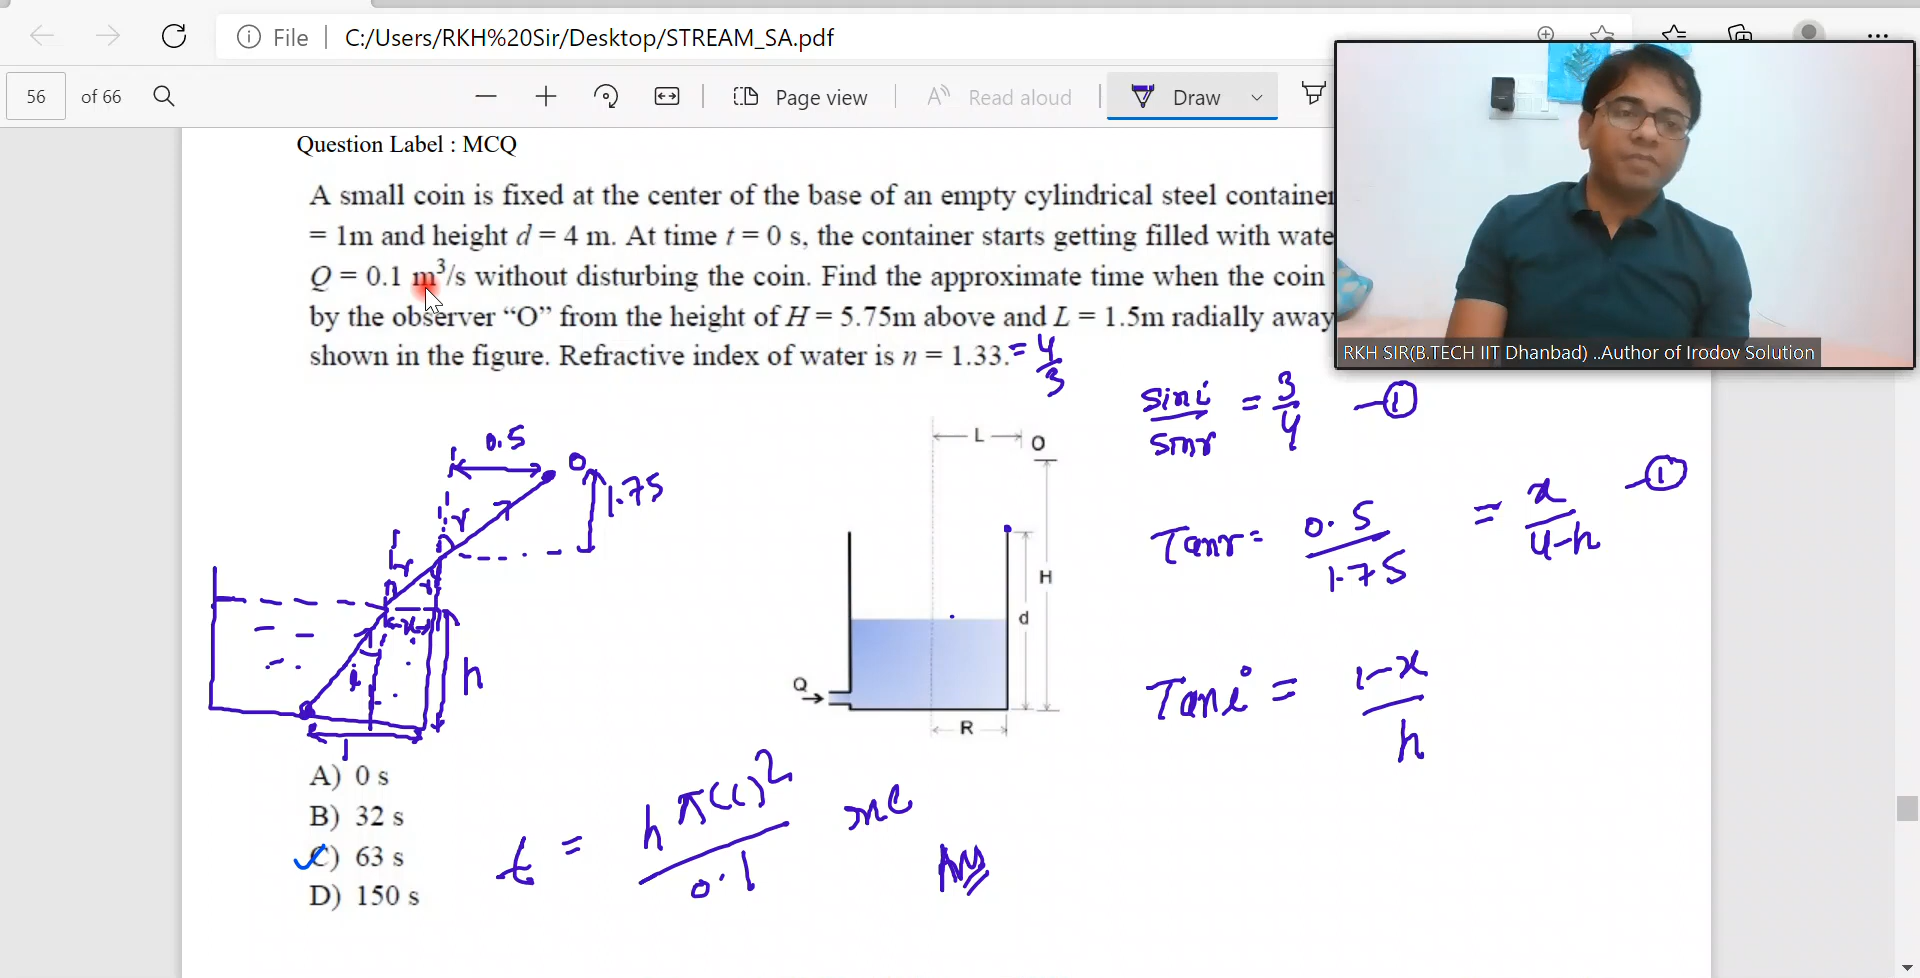 File | C:/Users/RKH%20Sir/Desktop/STREAM_SA.pdf
56 of 66
Page view
Read aloud
Draw
Question Label : MCQ
A small coin is fixed at the center of the base of an empty cylindrical steel container
= 1m and height d = 4 m. At time t = 0 s, the container starts getting filled with wate
Q = 0.1 m³/s without disturbing the coin. Find the approximate time when the coin
by the observer “O” from the height of H = 5.75m above and L = 1.5m radially away
shown in the figure. Refractive index of water is n = 1.33. = 4/3
RKH SIR(B.TECH IIT Dhanbad) ..Author of Irodov Solution
sin i / sin r = 3/4 — ①
0.5
O
1.75
r
r
r
x
i
h
1
L
O
H
d
Q
R
Tan r = 0.5/1.75 = x/4-h — ①
Tan i = 1-x/h
A) 0 s
B) 32 s
C) 63 s
D) 150 s
t = h π(1)²/0.1
Ans